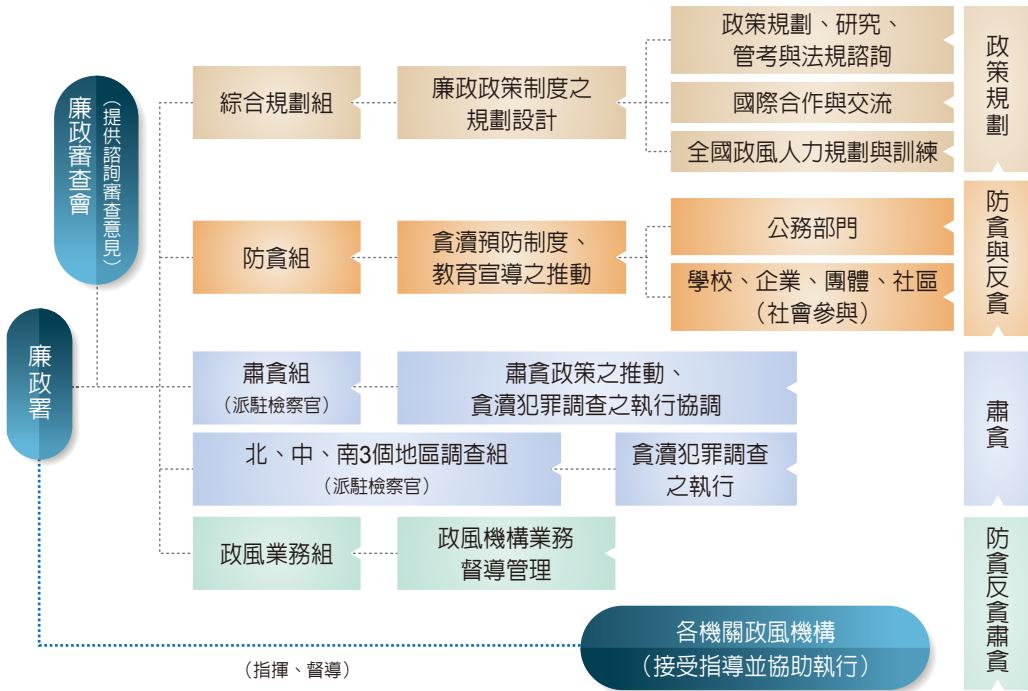 廉政審查會
（提供諮詢審查意見）
廉政署
綜合規劃組
廉政政策制度之
規劃設計
政策規劃、研究、
管考與法規諮詢
國際合作與交流
全國政風人力規劃與訓練
政策規劃
防貪組
貪瀆預防制度、
教育宣導之推動
公務部門
學校、企業、團體、社區
（社會參與）
防貪與反貪
肅貪組
（派駐檢察官）
肅貪政策之推動、
貪瀆犯罪調查之執行協調
北、中、南3個地區調查組
（派駐檢察官）
貪瀆犯罪調查
之執行
肅貪
政風業務組
政風機構業務
督導管理
防貪反貪肅貪
各機關政風機構
（接受指導並協助執行）
（指揮、督導）